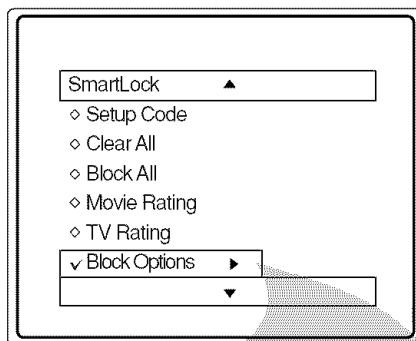 SmartLock ▲
◇ Setup Code
◇ Clear All
◇ Block All
◇ Movie Rating
◇ TV Rating
✓ Block Options ▶
▼